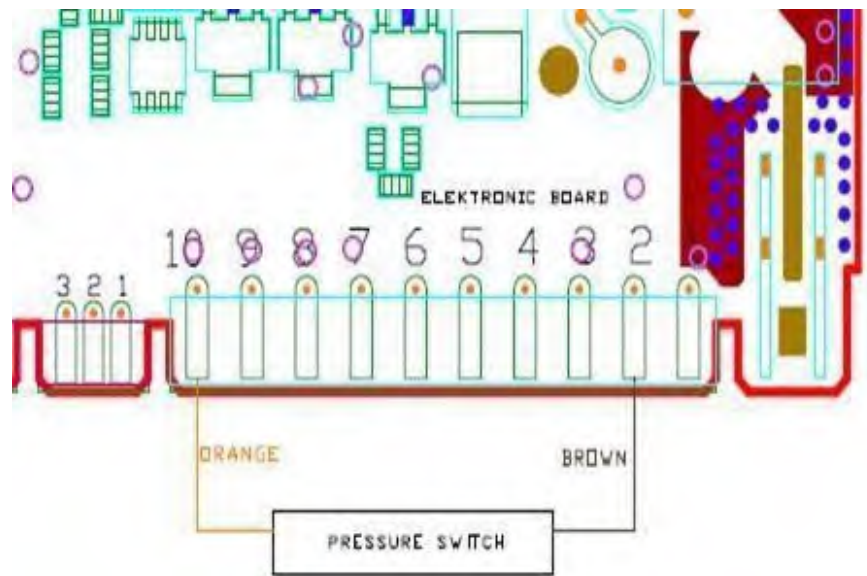 ELEKTRONIC BOARD
10 9 8 7 6 5 4 3 2
3 2 1
ORANGE
BROWN
PRESSURE SWITCH